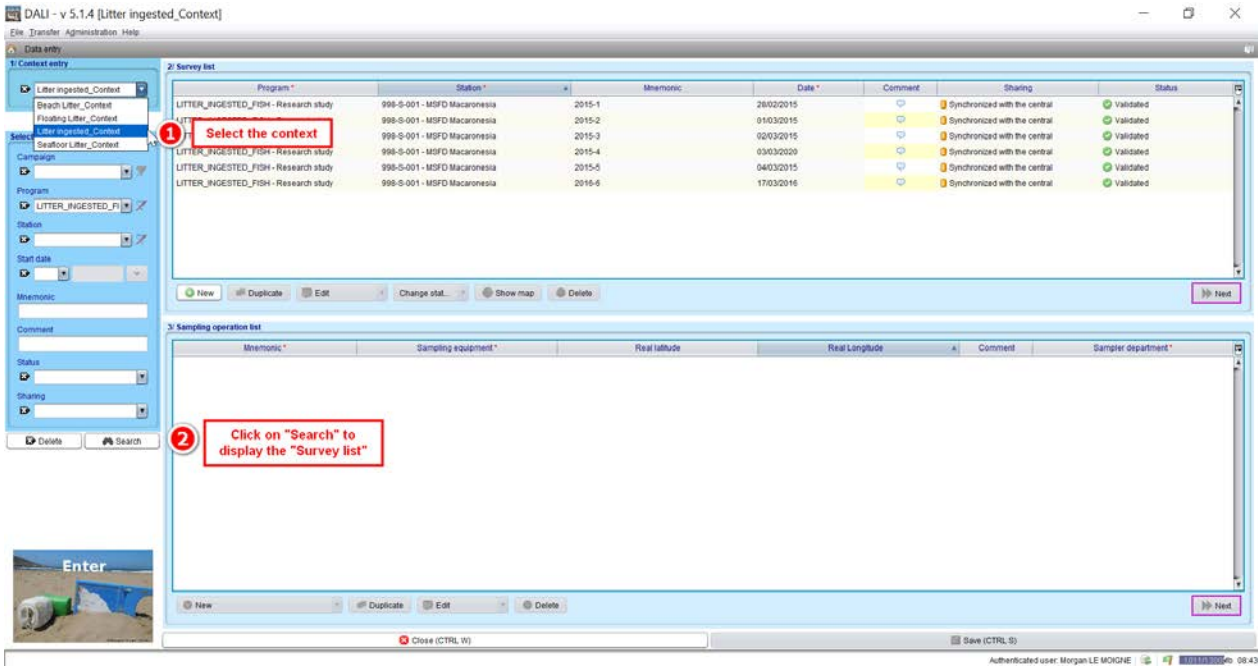 DALI - v 5.1.4 [Litter ingested_Context]
File Transfer Administration Help
Data entry
1/ Context entry
Litter ingested_Context
Beach Litter_Context
Floating Litter_Context
Litter ingested_Context
Seafloor Litter_Context
1
Select the context
Select
Campaign
Program
LITTER_INGESTED_FI
Station
Start date
Mnemonic
Comment
Status
Sharing
Delete
Search
2
Click on "Search" to
display the "Survey list"
Enter
2/ Survey list
Program * Station * Mnemonic Date * Comment Sharing Status
LITTER_INGESTED_FISH - Research study 998-S-001 - MSFD Macaronesia 2015-1 28/02/2015 Synchronized with the central Validated
998-S-001 - MSFD Macaronesia 2015-2 01/03/2015 Synchronized with the central Validated
998-S-001 - MSFD Macaronesia 2015-3 02/03/2015 Synchronized with the central Validated
LITTER_INGESTED_FISH - Research study 998-S-001 - MSFD Macaronesia 2015-4 03/03/2020 Synchronized with the central Validated
LITTER_INGESTED_FISH - Research study 998-S-001 - MSFD Macaronesia 2015-5 04/03/2015 Synchronized with the central Validated
LITTER_INGESTED_FISH - Research study 998-S-001 - MSFD Macaronesia 2016-6 17/03/2016 Synchronized with the central Validated
New Duplicate Edit Change stat... Show map Delete Next
3/ Sampling operation list
Mnemonic * Sampling equipment * Real latitude Real Longitude Comment Sampler department *
New Duplicate Edit Delete Next
Close (CTRL W) Save (CTRL S)
Authenticated user: Morgan LE MOIGNE 08:43